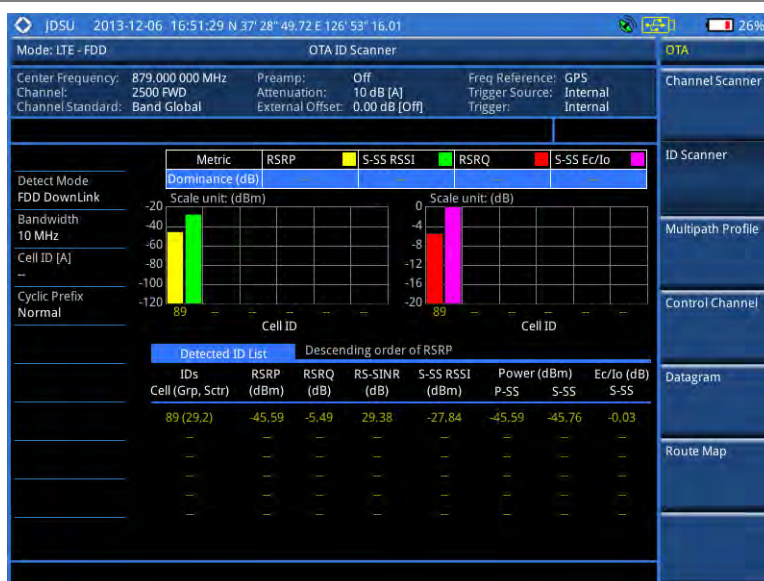 JDSU 2013-12-06 16:51:29 N 37' 28" 49.72 E 126' 53" 16.01 26%
Mode: LTE - FDD OTA ID Scanner OTA
Center Frequency: 879.000 000 MHz Preamp: Off Freq Reference: GPS
Channel: 2500 FWD Attenuation: 10 dB [A] Trigger Source: Internal
Channel Standard: Band Global External Offset: 0.00 dB [Off] Trigger: Internal
Channel Scanner
ID Scanner
Multipath Profile
Control Channel
Datagram
Route Map
Detect Mode
FDD DownLink
Bandwidth
10 MHz
Cell ID [A]
--
Cyclic Prefix
Normal
Metric RSRP S-SS RSSI RSRQ S-SS Ec/Io
Dominance (dB)
Scale unit: (dBm)
-20
-40
-60
-80
-100
-120
89 -- -- -- -- --
Cell ID
Scale unit: (dB)
0
-4
-8
-12
-16
-20
89 -- -- -- -- --
Cell ID
Detected ID List Descending order of RSRP
IDs RSRP RSRQ RS-SINR S-SS RSSI Power (dBm) Ec/Io (dB)
Cell (Grp, Sctr) (dBm) (dB) (dB) (dBm) P-SS S-SS S-SS
89 (29,2) -45.59 -5.49 29.38 -27.84 -45.59 -45.76 -0.03
-- -- -- -- -- -- -- --
-- -- -- -- -- -- -- --
-- -- -- -- -- -- -- --
-- -- -- -- -- -- -- --
-- -- -- -- -- -- -- --